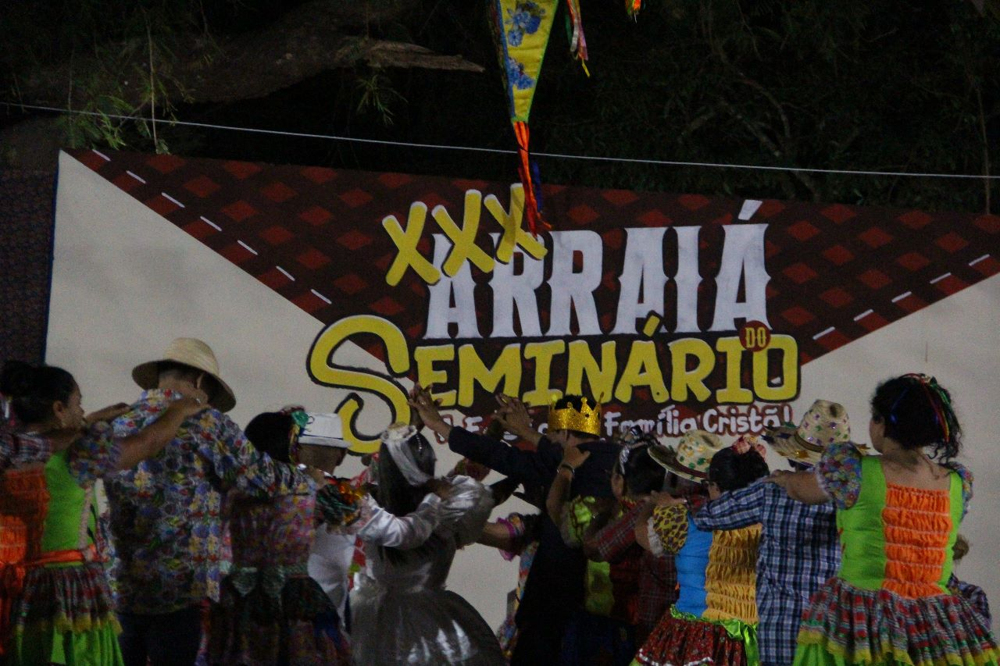 XXX
ARRAIÁ
DO
SEMINÁRIO
Família Cristã!